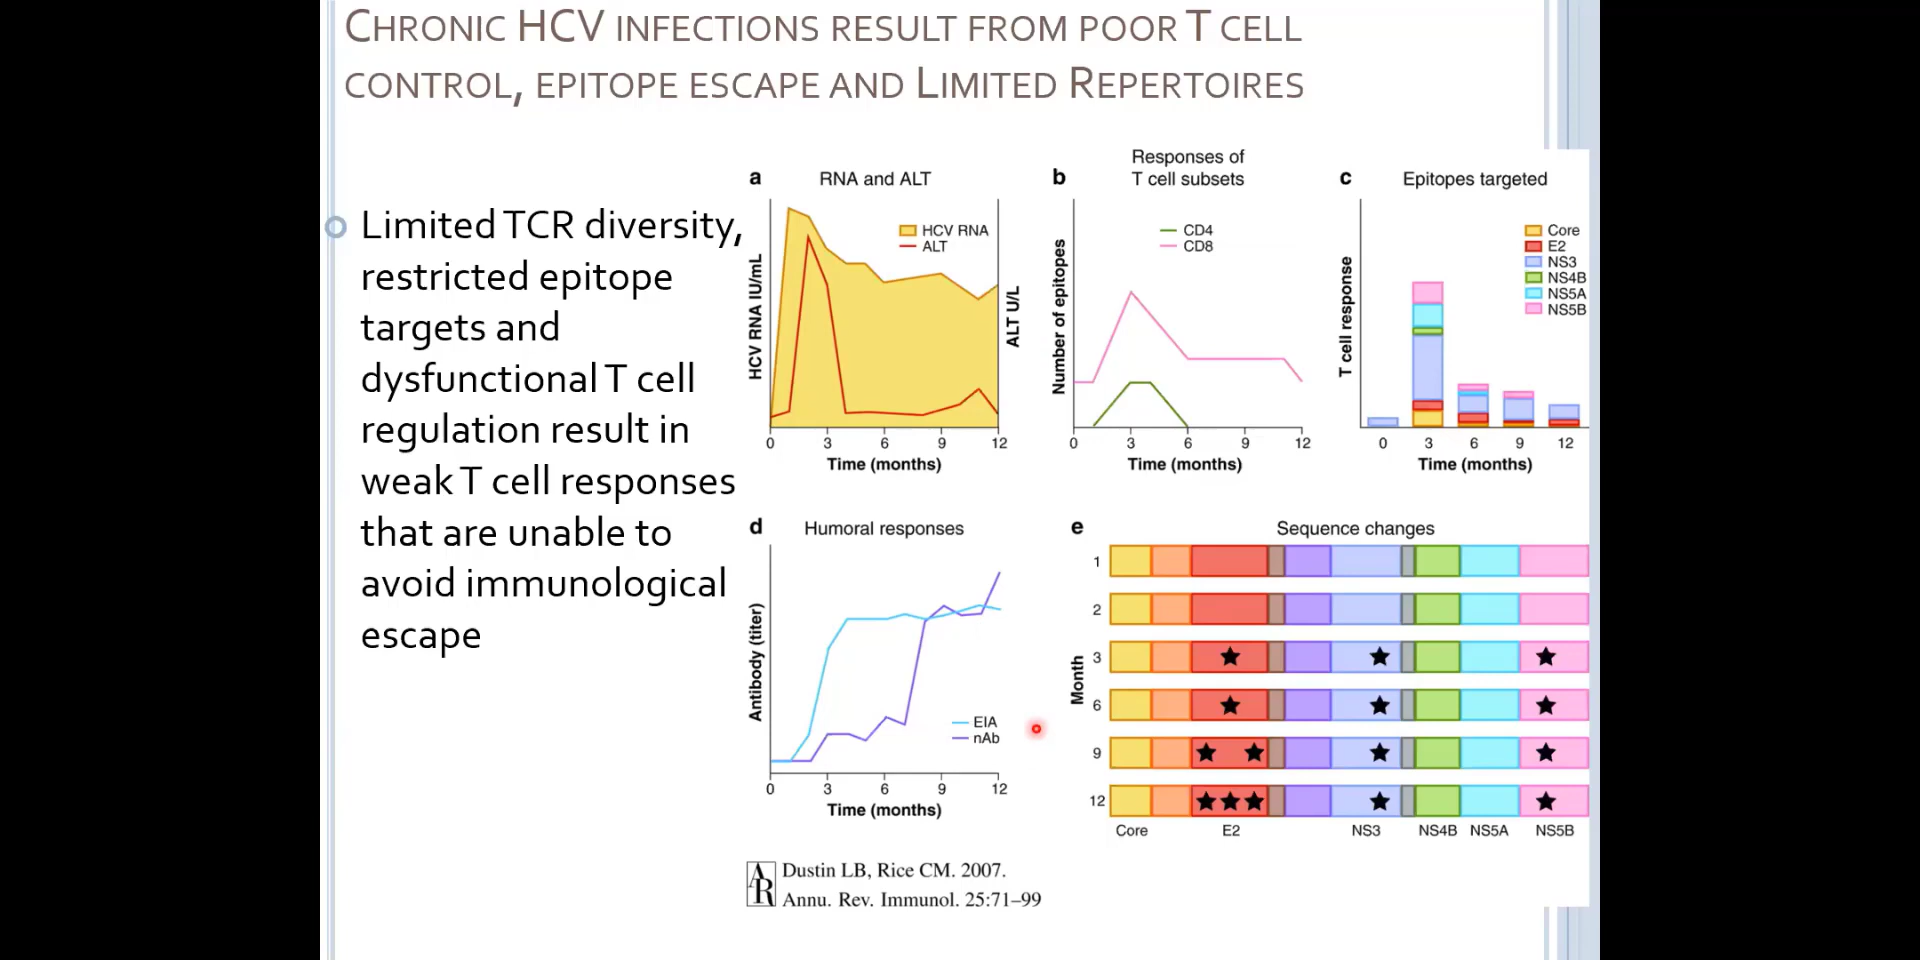 CHRONIC HCV INFECTIONS RESULT FROM POOR T CELL
CONTROL, EPITOPE ESCAPE AND LIMITED REPERTOIRES
Limited TCR diversity,
restricted epitope
targets and
dysfunctional T cell
regulation result in
weak T cell responses
that are unable to
avoid immunological
escape
a
RNA and ALT
HCV RNA
ALT
HCV RNA IU/mL
ALT U/L
0 3 6 9 12
Time (months)
b
Responses of
T cell subsets
CD4
CD8
Number of epitopes
0 3 6 9 12
Time (months)
c
Epitopes targeted
Core
E2
NS3
NS4B
NS5A
NS5B
T cell response
0 3 6 9 12
Time (months)
d
Humoral responses
Antibody (titer)
EIA
nAb
0 3 6 9 12
Time (months)
e
Sequence changes
Month
1
2
3
6
9
12
Core E2 NS3 NS4B NS5A NS5B
AR
Dustin LB, Rice CM. 2007.
Annu. Rev. Immunol. 25:71–99